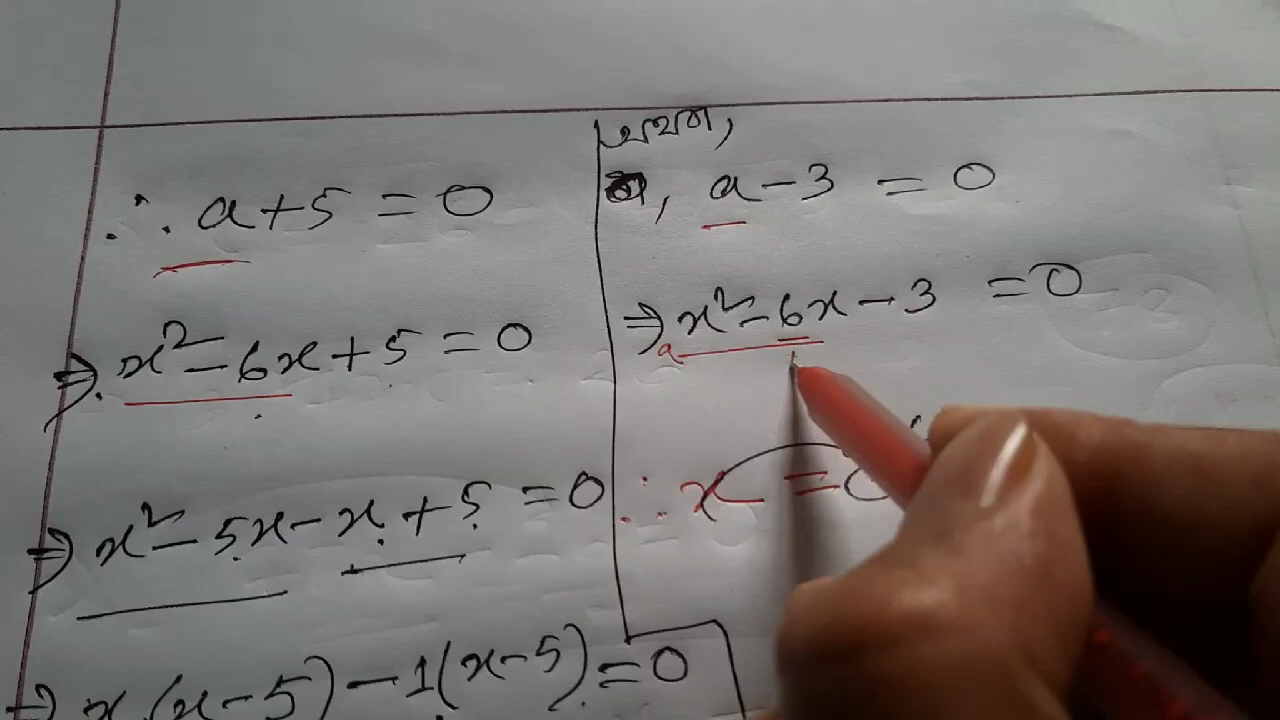 ∴ a+5 = 0
⇒ x²-6x+5 = 0
⇒ x²-5x-x+5 = 0
⇒ x(x-5)-1(x-5) = 0
এখন,
বা, a-3 = 0
⇒ x²-6x-3 = 0
a
∴ x =